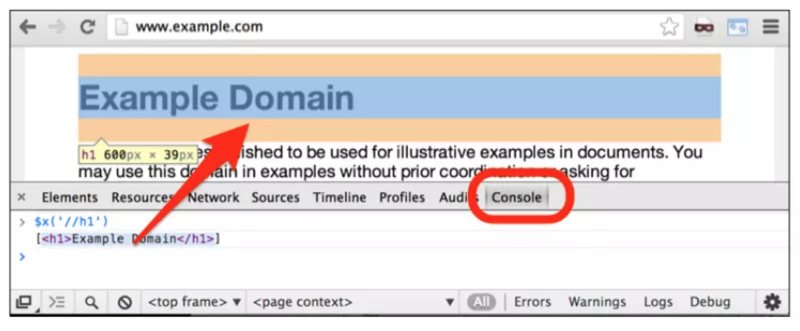 www.example.com
Example Domain
h1 600px × 39px
ished to be used for illustrative examples in documents. You
may use this domain in examples without prior coordination or asking for
× Elements Resources Network Sources Timeline Profiles Audits Console
> $x('//h1')
[<h1>Example Domain</h1>]
>
<top frame> ▼ <page context> ▼ All Errors Warnings Logs Debug